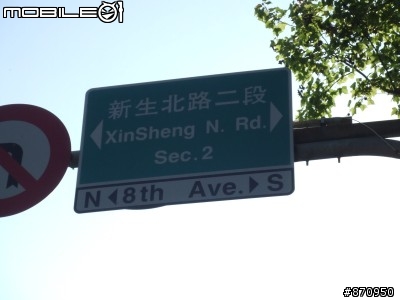 MOBILE01
新生北路二段
XinSheng N. Rd.
Sec. 2
N 8th Ave. S
#870950